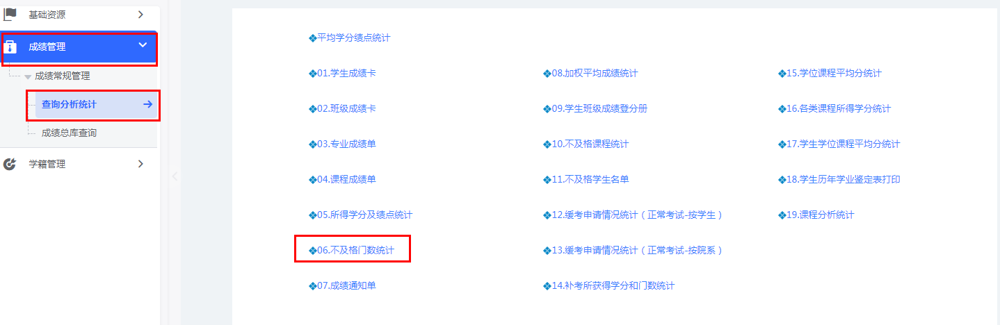 基础资源
成绩管理
成绩常规管理
查询分析统计
成绩总库查询
学籍管理
平均学分绩点统计
01.学生成绩卡
02.班级成绩卡
03.专业成绩单
04.课程成绩单
05.所得学分及绩点统计
06.不及格门数统计
07.成绩通知单
08.加权平均成绩统计
09.学生班级成绩登分册
10.不及格课程统计
11.不及格学生名单
12.缓考申请情况统计（正常考试-按学生）
13.缓考申请情况统计（正常考试-按院系）
14.补考所获得学分和门数统计
15.学位课程平均分统计
16.各类课程所得学分统计
17.学生学位课程平均分统计
18.学生历年学业鉴定表打印
19.课程分析统计